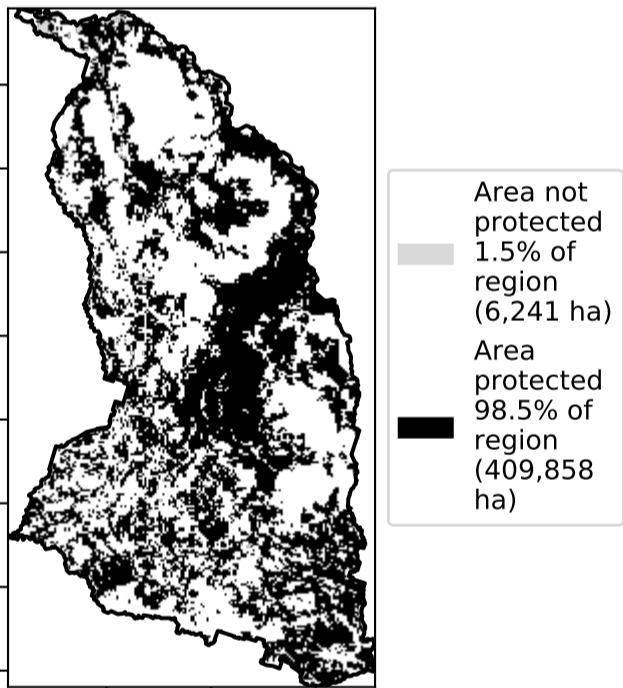 Area not
protected
1.5% of
region
(6,241 ha)
Area
protected
98.5% of
region
(409,858
ha)